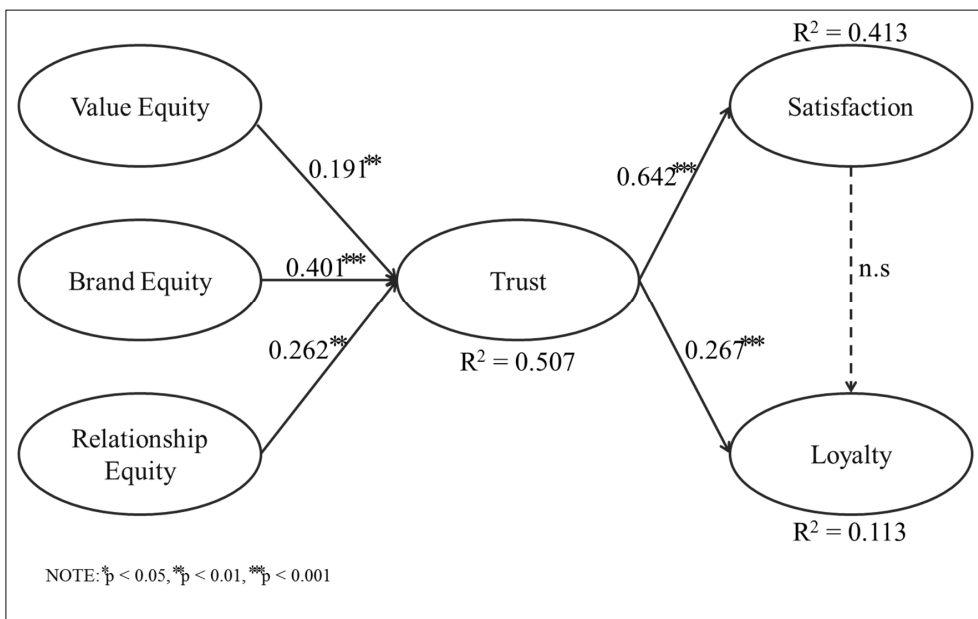 R² = 0.413
Value Equity
Satisfaction
0.191**
0.642***
Brand Equity
0.401***
Trust
n.s
0.262**
R² = 0.507
0.267***
Relationship
Equity
Loyalty
R² = 0.113
NOTE: *p < 0.05, **p < 0.01, ***p < 0.001